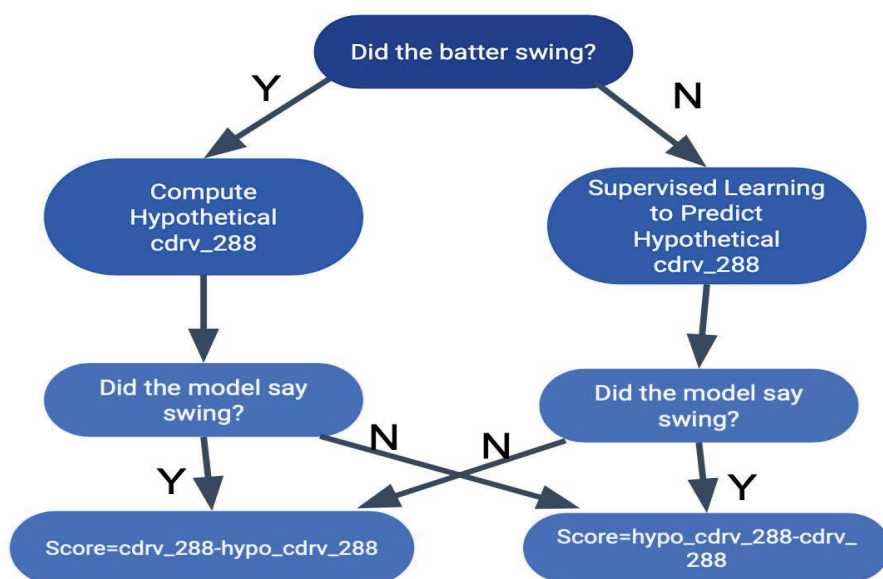 Did the batter swing?
Y
N
Compute
Hypothetical
cdrv_288
Supervised Learning
to Predict
Hypothetical
cdrv_288
Did the model say
swing?
Did the model say
swing?
N
N
Y
Y
Score=cdrv_288-hypo_cdrv_288
Score=hypo_cdrv_288-cdrv_
288